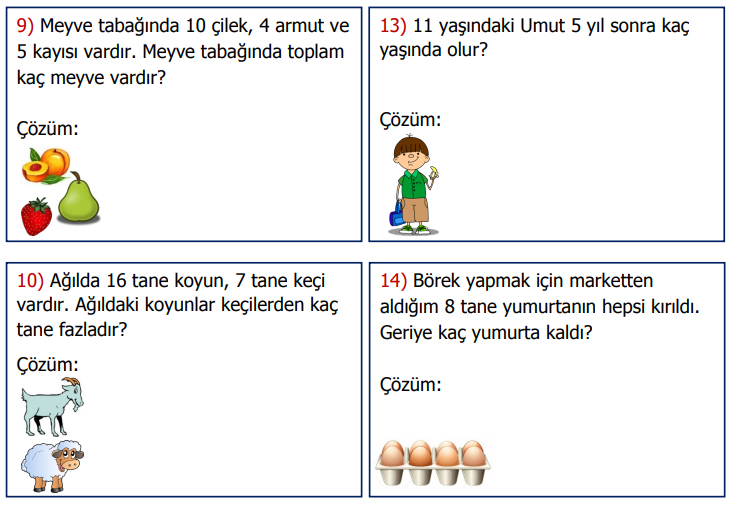 9) Meyve tabağında 10 çilek, 4 armut ve
5 kayısı vardır. Meyve tabağında toplam
kaç meyve vardır?
Çözüm:
13) 11 yaşındaki Umut 5 yıl sonra kaç
yaşında olur?
Çözüm:
10) Ağılda 16 tane koyun, 7 tane keçi
vardır. Ağıldaki koyunlar keçilerden kaç
tane fazladır?
Çözüm:
14) Börek yapmak için marketten
aldığım 8 tane yumurtanın hepsi kırıldı.
Geriye kaç yumurta kaldı?
Çözüm: